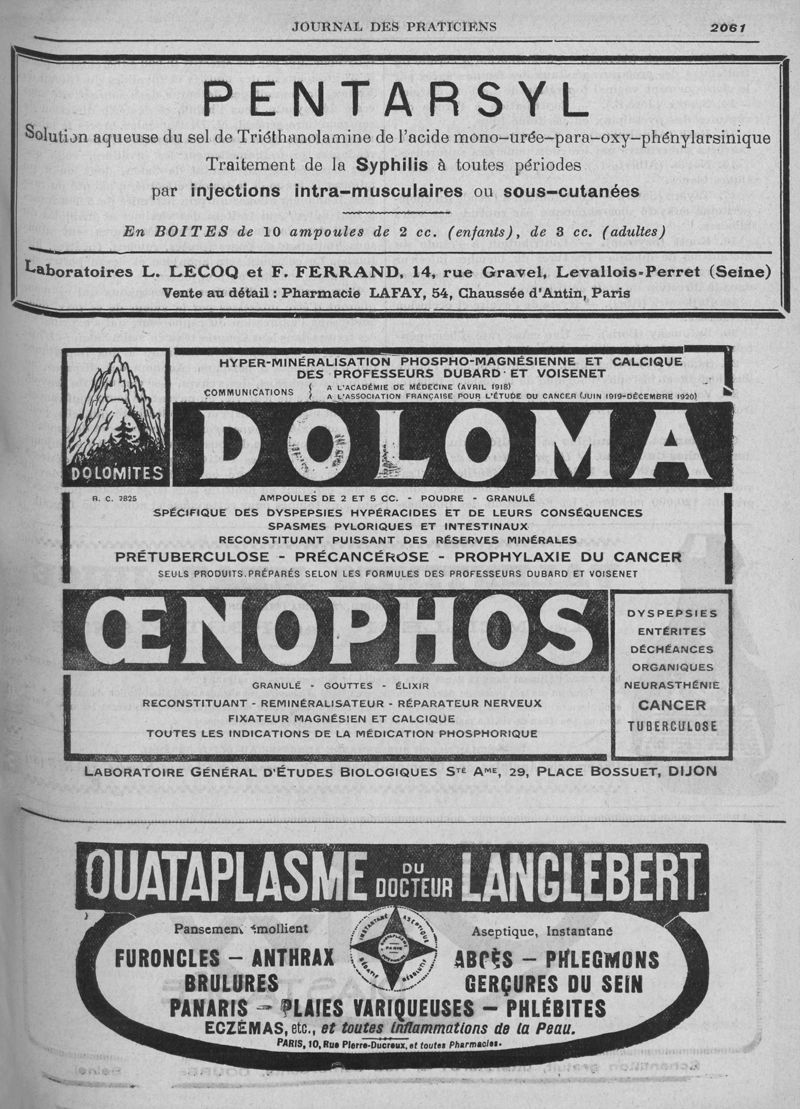 JOURNAL DES PRATICIENS 2061
PENTARSYL
Solution aqueuse du sel de Triéthanolamine de l'acide mono-urée-para-oxy-phénylarsinique
Traitement de la Syphilis à toutes périodes
par injections intra-musculaires ou sous-cutanées
En BOITES de 10 ampoules de 2 cc. (enfants), de 3 cc. (adultes)
Laboratoires L. LECOQ et F. FERRAND, 14, rue Gravel, Levallois-Perret (Seine)
Vente au détail : Pharmacie LAFAY, 54, Chaussée d'Antin, Paris
DOLOMITES
HYPER-MINÉRALISATION PHOSPHO-MAGNÉSIENNE ET CALCIQUE
DES PROFESSEURS DUBARD ET VOISENET
COMMUNICATIONS
A L'ACADÉMIE DE MÉDECINE (AVRIL 1918)
A L'ASSOCIATION FRANÇAISE POUR L'ÉTUDE DU CANCER (JUIN 1919-DÉCEMBRE 1920)
DOLOMA
R. C. 2825
AMPOULES DE 2 ET 5 CC. - POUDRE - GRANULÉ
SPÉCIFIQUE DES DYSPEPSIES HYPÉRACIDES ET DE LEURS CONSÉQUENCES
SPASMES PYLORIQUES ET INTESTINAUX
RECONSTITUANT PUISSANT DES RÉSERVES MINÉRALES
PRÉTUBERCULOSE - PRÉCANCÉROSE - PROPHYLAXIE DU CANCER
SEULS PRODUITS.PRÉPARÉS SELON LES FORMULES DES PROFESSEURS DUBARD ET VOISENET
ŒNOPHOS
GRANULÉ - GOUTTES - ÉLIXIR
RECONSTITUANT - REMINÉRALISATEUR - RÉPARATEUR NERVEUX
FIXATEUR MAGNÉSIEN ET CALCIQUE
TOUTES LES INDICATIONS DE LA MÉDICATION PHOSPHORIQUE
DYSPEPSIES
ENTÉRITES
DÉCHÉANCES
ORGANIQUES
NEURASTHÉNIE
CANCER
TUBERCULOSE
LABORATOIRE GÉNÉRAL D'ÉTUDES BIOLOGIQUES STÉ AME, 29, PLACE BOSSUET, DIJON
OUATAPLASME DU DOCTEUR LANGLEBERT
Pansement émollient
Aseptique, Instantané
INSTANTANÉ ASEPTIQUE
SÉDATIF RÉSOLUTIF
FURONCLES – ANTHRAX
ABCÈS – PHLEGMONS
BRULURES
GERÇURES DU SEIN
PANARIS – PLAIES VARIQUEUSES – PHLÉBITES
ECZÉMAS, etc., et toutes inflammations de la Peau.
PARIS, 10, Rue Pierre-Ducreux, et toutes Pharmacies.